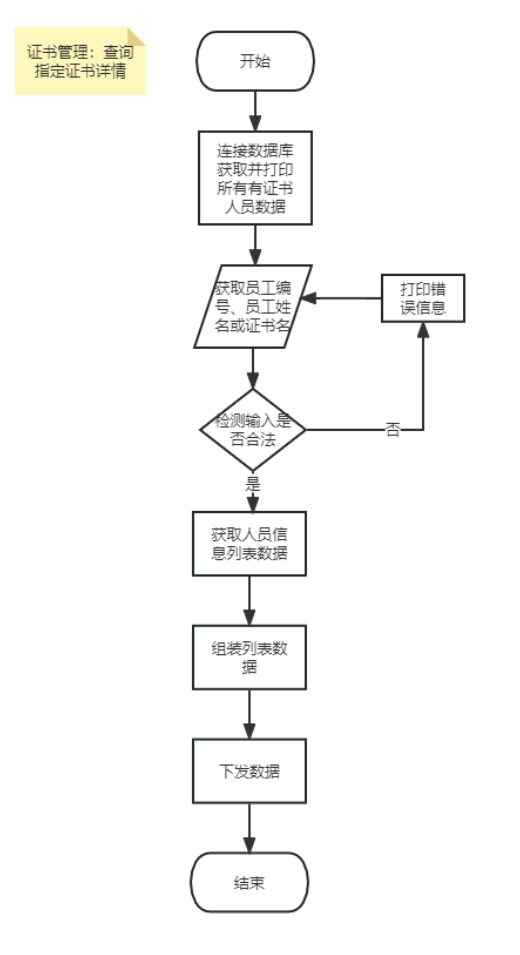 证书管理：查询
指定证书详情
开始
连接数据库
获取并打印
所有有证书
人员数据
获取员工编
号、员工姓
名或证书名
打印错
误信息
检测输入是
否合法
否
是
获取人员信
息列表数据
组装列表数
据
下发数据
结束